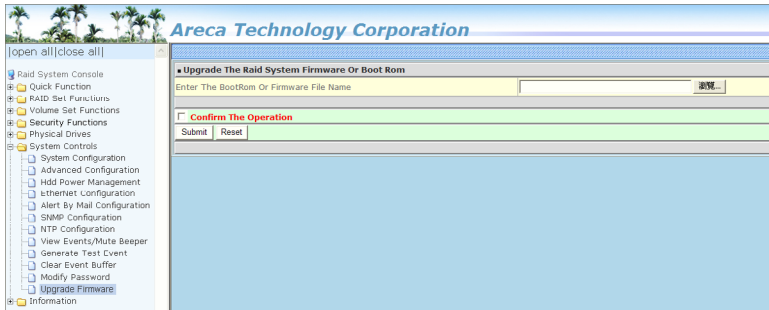 Areca Technology Corporation
|open all|close all|
Raid System Console
Quick Function
RAID Set Functions
Volume Set Functions
Security Functions
Physical Drives
System Controls
System Configuration
Advanced Configuration
Hdd Power Management
EtherNet Configuration
Alert By Mail Configuration
SNMP Configuration
NTP Configuration
View Events/Mute Beeper
Generate Test Event
Clear Event Buffer
Modify Password
Upgrade Firmware
Information
Upgrade The Raid System Firmware Or Boot Rom
Enter The BootRom Or Firmware File Name
瀏覽...
Confirm The Operation
Submit Reset